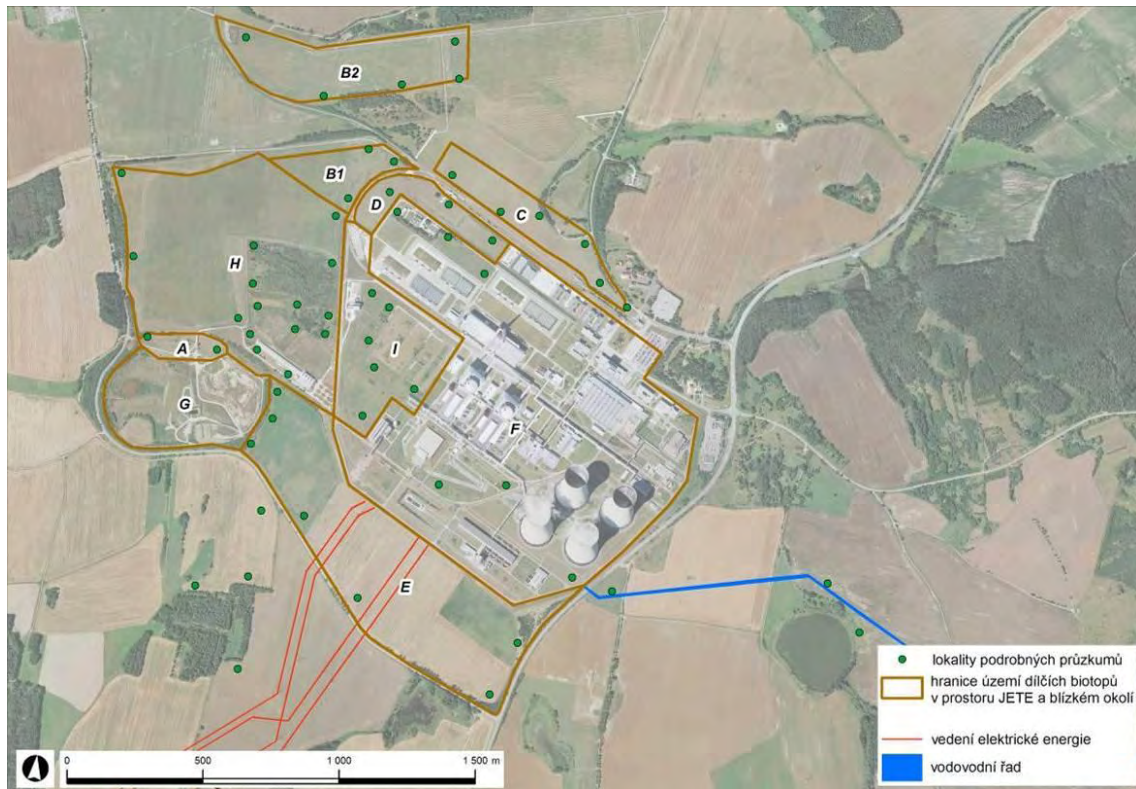 B2
B1
C
D
H
A
I
G
F
E
lokality podrobných průzkumů
hranice území dílčích biotopů
v prostoru JETE a blízkém okolí
vedení elektrické energie
vodovodní řad
0 500 1 000 1 500 m